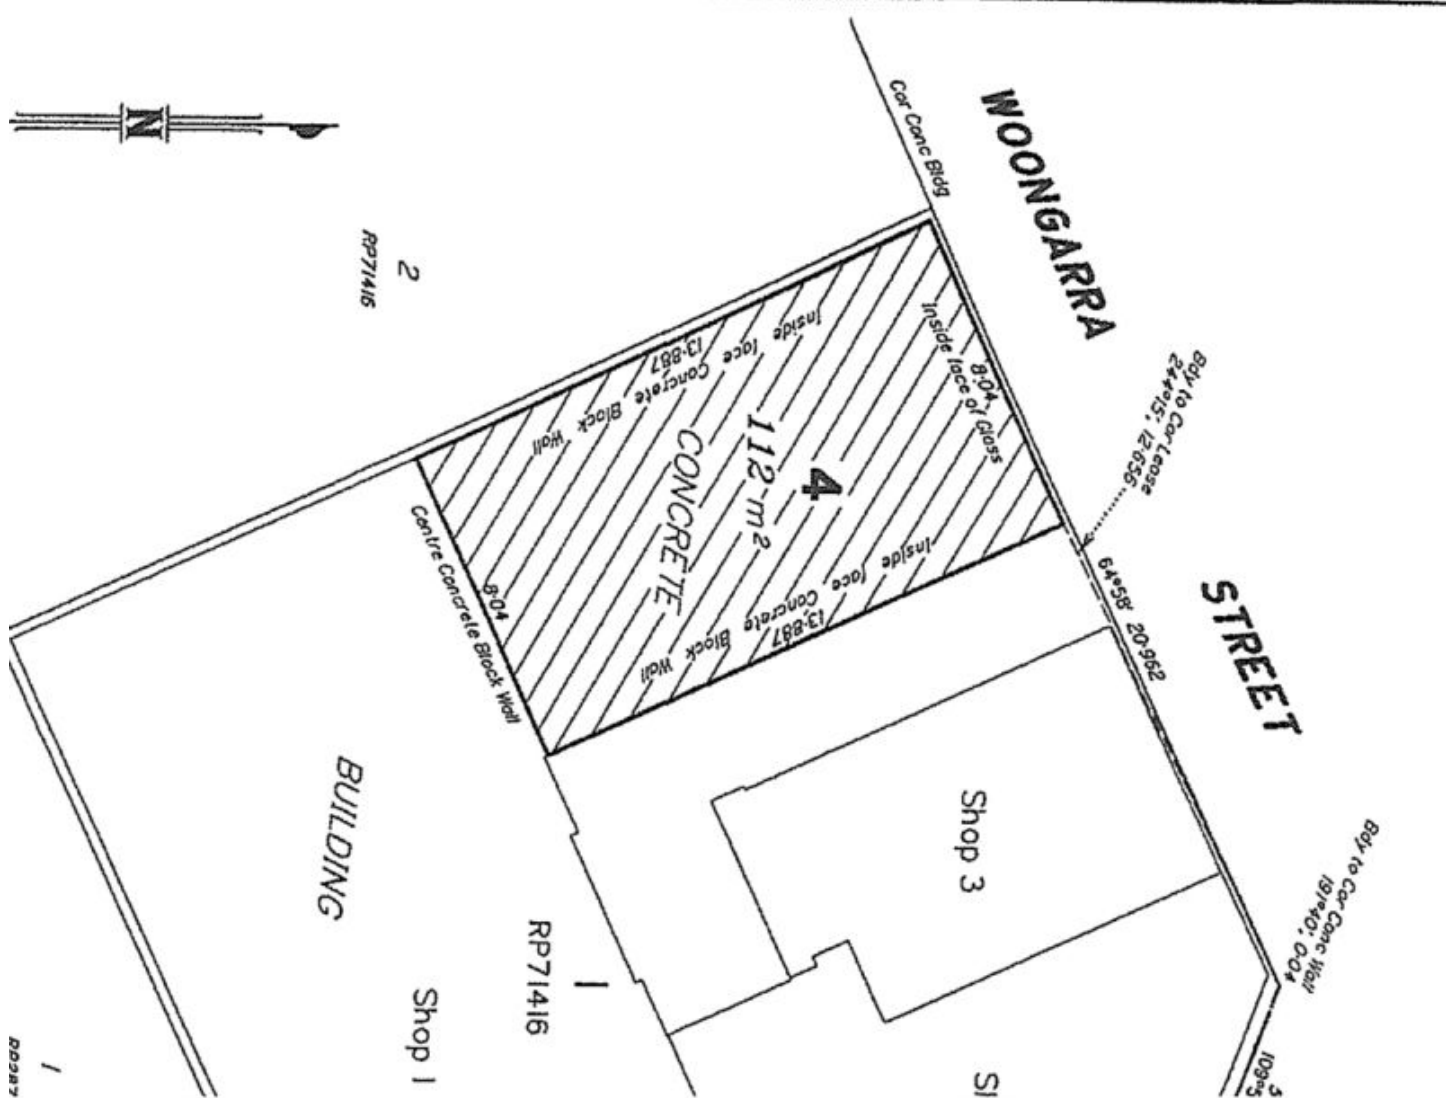 WOONGARRA
STREET
Cor Conc Bldg
N
2
RP71416
Inside face Concrete Block Wall
13·887
8·04
Inside face of Glass
Bdy to Cor Lease
244°15', 12·656
4
112 m²
CONCRETE
Inside face Concrete Block Wall
13·887
8·04
Centre Concrete Block Wall
64°58' 20·962
Bdy to Cor Conc Wall
191°40', 0·04
BUILDING
Shop 3
1
RP71416
Shop 1
1